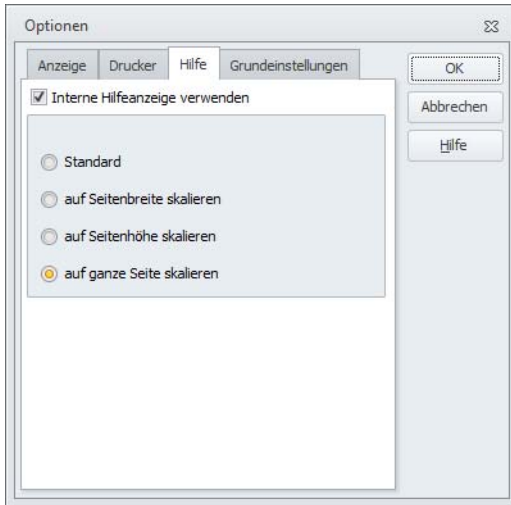 Optionen
Anzeige Drucker Hilfe Grundeinstellungen
OK
Interne Hilfeanzeige verwenden
Abbrechen
Hilfe
Standard
auf Seitenbreite skalieren
auf Seitenhöhe skalieren
auf ganze Seite skalieren